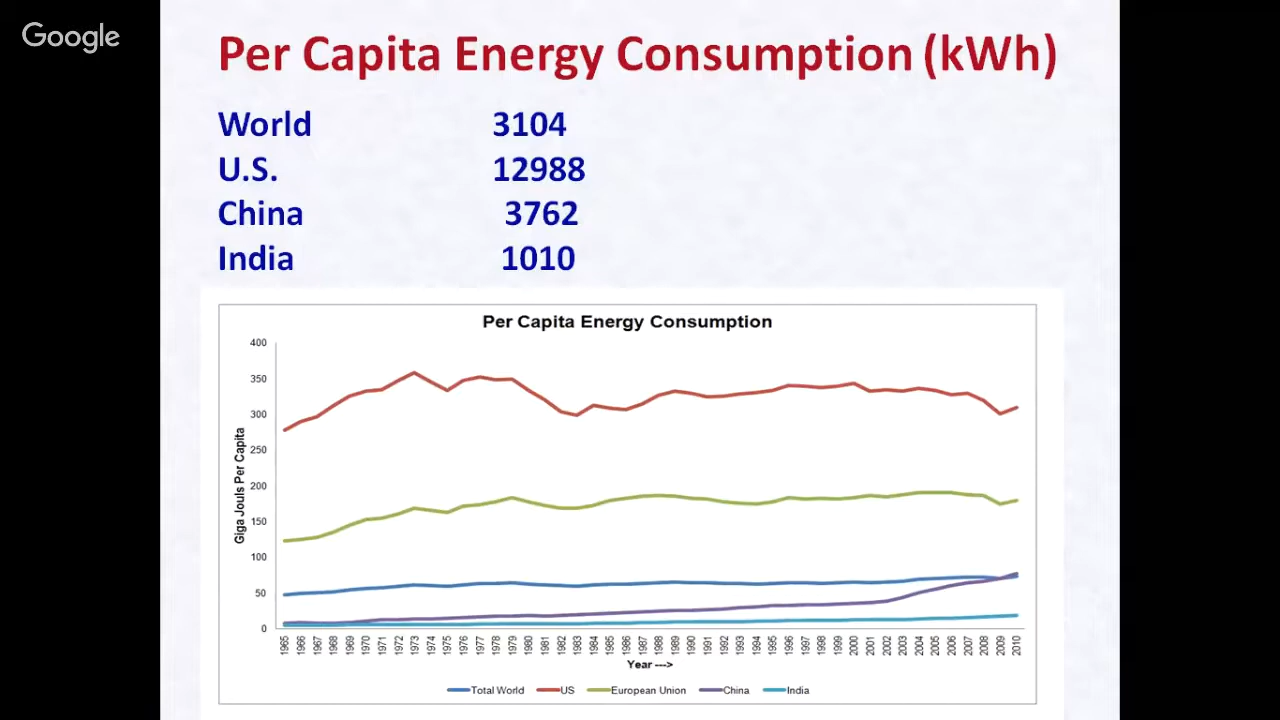 Google
Per Capita Energy Consumption (kWh)
World 3104
U.S. 12988
China 3762
India 1010
Per Capita Energy Consumption
400
350
300
250
200
150
100
50
0
Giga Jouls Per Capita
1965 1966 1967 1968 1969 1970 1971 1972 1973 1974 1975 1976 1977 1978 1979 1980 1981 1982 1983 1984 1985 1986 1987 1988 1989 1990 1991 1992 1993 1994 1995 1996 1997 1998 1999 2000 2001 2002 2003 2004 2005 2006 2007 2008 2009 2010
Year --->
Total World US European Union China India